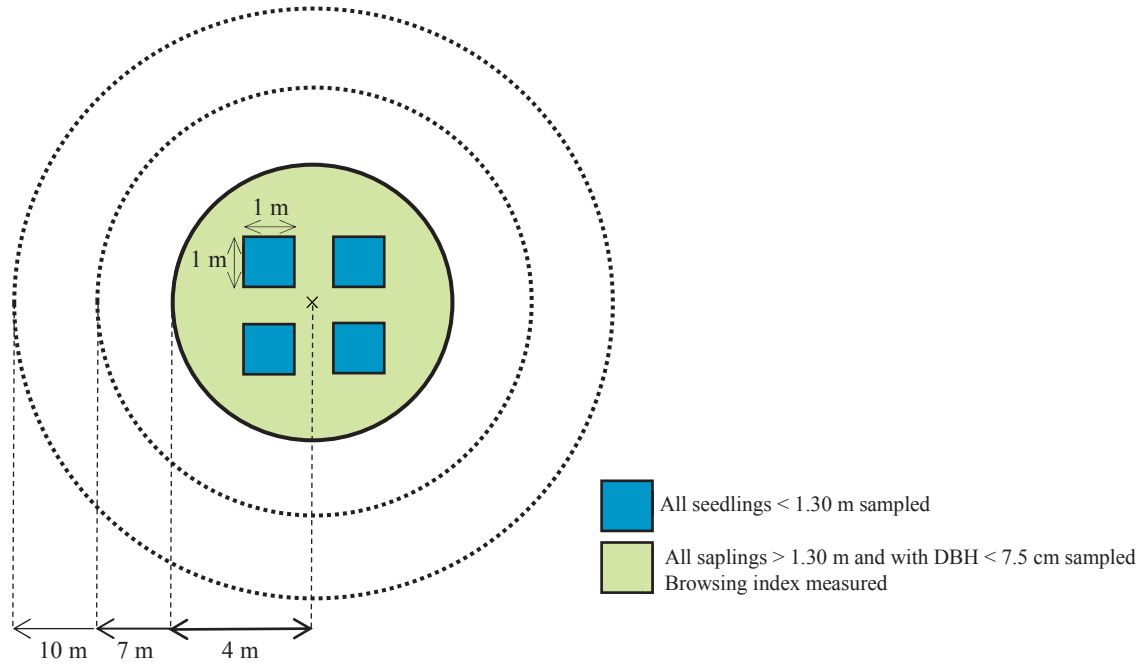 1 m
1 m
All seedlings < 1.30 m sampled
All saplings > 1.30 m and with DBH < 7.5 cm sampled
Browsing index measured
10 m
7 m
4 m